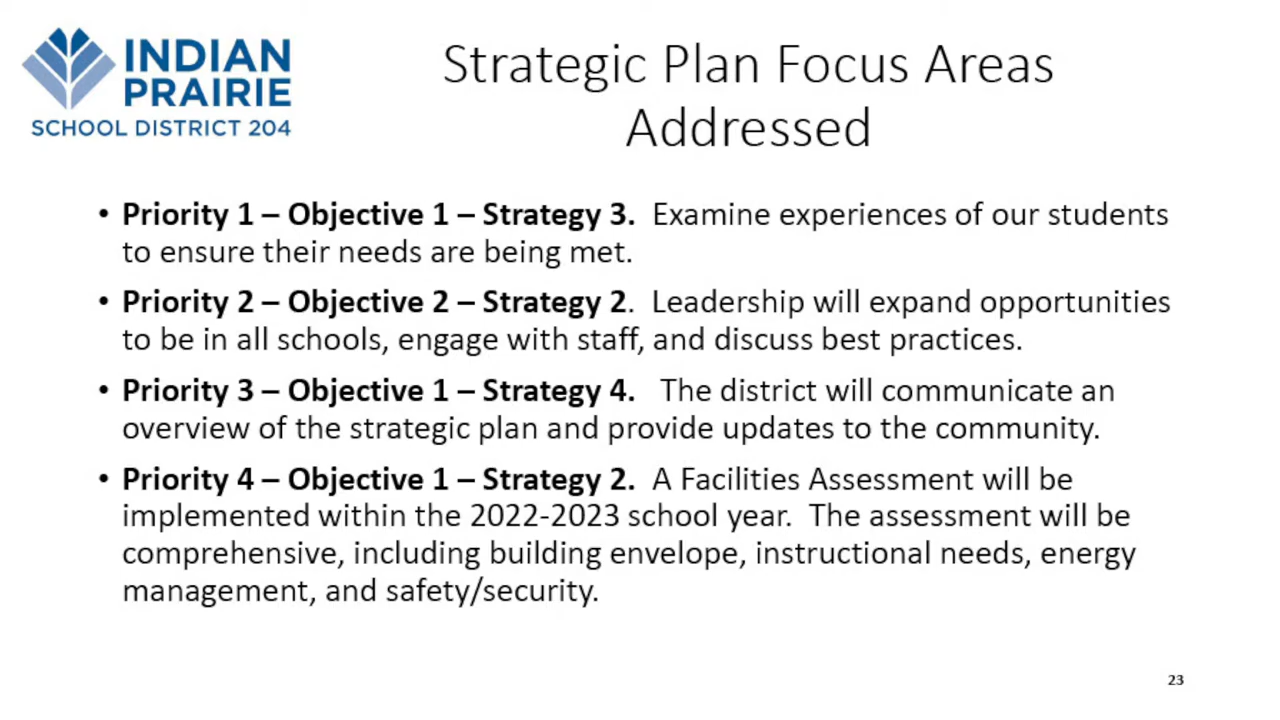 INDIAN
PRAIRIE
SCHOOL DISTRICT 204
Strategic Plan Focus Areas
Addressed
• Priority 1 – Objective 1 – Strategy 3.  Examine experiences of our students
to ensure their needs are being met.
• Priority 2 – Objective 2 – Strategy 2.  Leadership will expand opportunities
to be in all schools, engage with staff, and discuss best practices.
• Priority 3 – Objective 1 – Strategy 4.   The district will communicate an
overview of the strategic plan and provide updates to the community.
• Priority 4 – Objective 1 – Strategy 2.  A Facilities Assessment will be
implemented within the 2022-2023 school year.  The assessment will be
comprehensive, including building envelope, instructional needs, energy
management, and safety/security.
23